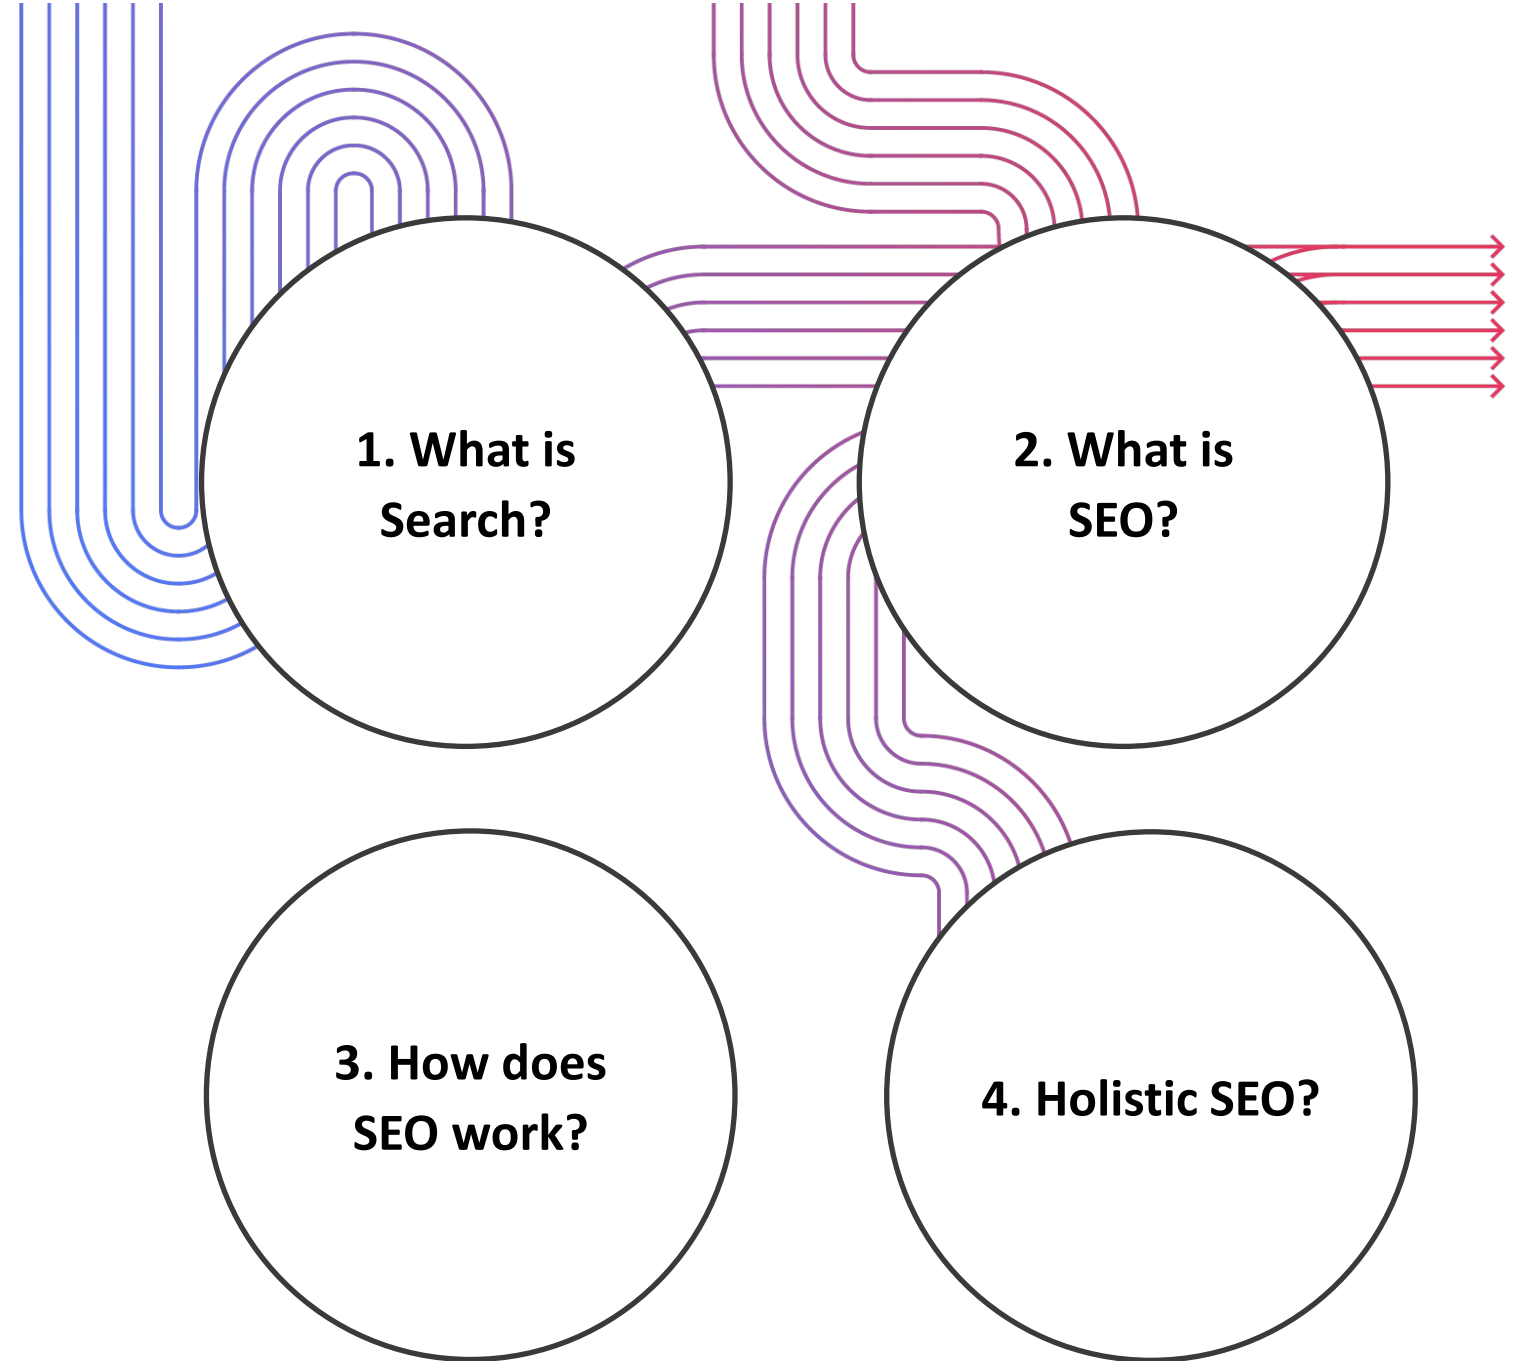 1. What is
Search?
2. What is
SEO?
3. How does
SEO work?
4. Holistic SEO?